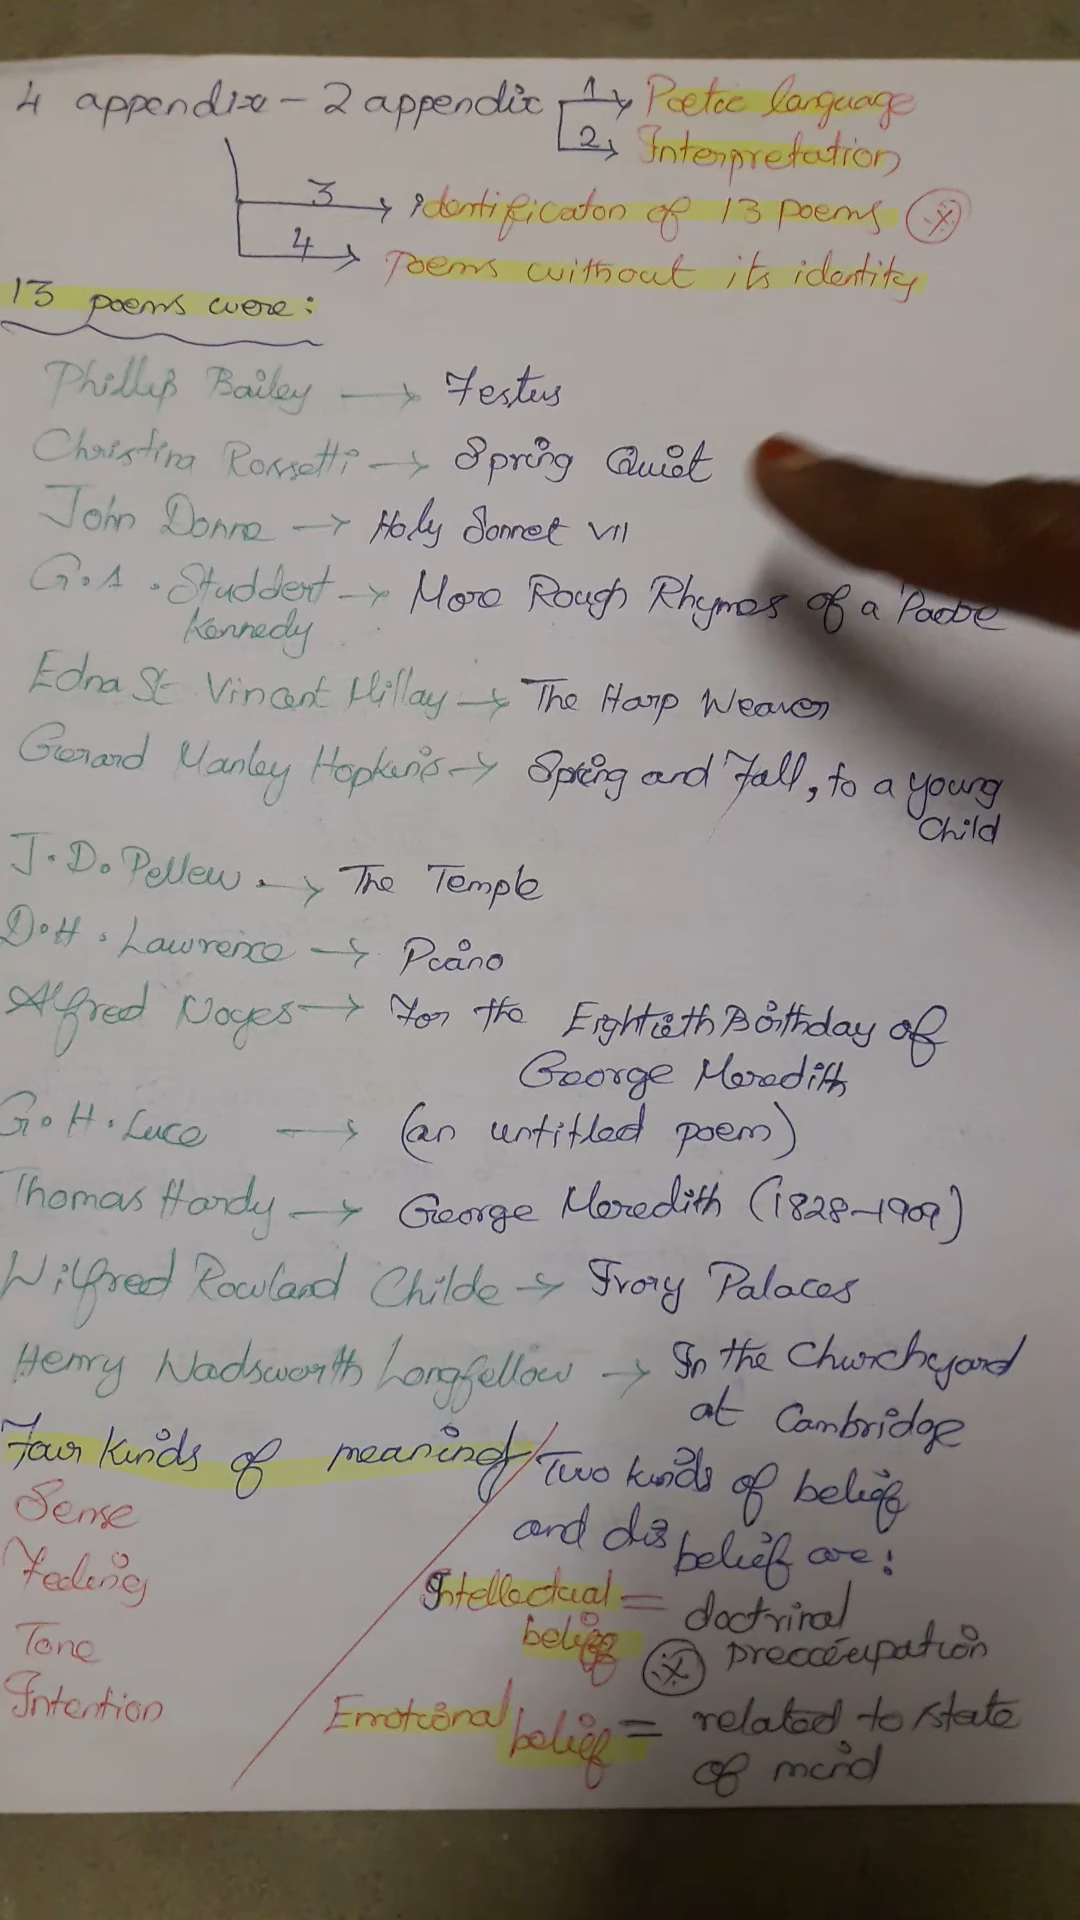 4 appendix - 2 appendix 1 → Poetic language
2 → Interpretation
3 → identification of 13 poems
4 → poems without its identity
13 poems were:
Phillip Bailey → Festus
Christina Rossetti → Spring Quiet
John Donne → Holy Sonnet VII
G.A. Studdert → More Rough Rhymes of a Padre
Kennedy
Edna St Vincent Millay → The Harp Weaver
Gerard Manley Hopkins → Spring and Fall, to a young
Child
J.D. Pellew. → The Temple
D.H. Lawrence → Piano
Alfred Noyes → For the Eightieth Birthday of
George Meredith
G.H. Luce → (an untitled poem)
Thomas Hardy → George Meredith (1828-1909)
Wilfred Rowland Childe → Ivory Palaces
Henry Wadsworth Longfellow → In the Churchyard
at Cambridge
Four kinds of meaning
Sense
Feeling
Tone
Intention
Two kinds of belief
and dis belief are:
Intellectual belief = doctrinal
preoccupation
Emotional belief = related to state
of mind